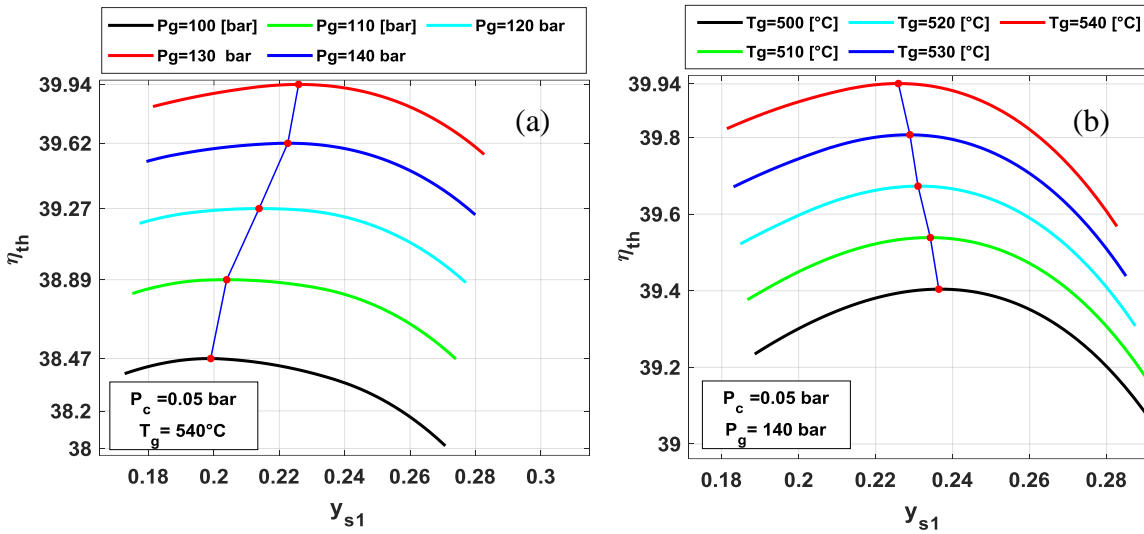 Pg=100 [bar] Pg=110 [bar] Pg=120 bar
Pg=130 bar Pg=140 bar
39.94
39.62
39.27
38.89
38.47
38.2
38
η_th
(a)
P_c =0.05 bar
T_g= 540°C
0.18 0.2 0.22 0.24 0.26 0.28 0.3
y_s1
Tg=500 [°C] Tg=520 [°C] Tg=540 [°C]
Tg=510 [°C] Tg=530 [°C]
39.94
39.8
39.6
39.4
39.2
39
η_th
(b)
P_c =0.05 bar
P_g = 140 bar
0.18 0.2 0.22 0.24 0.26 0.28
y_s1